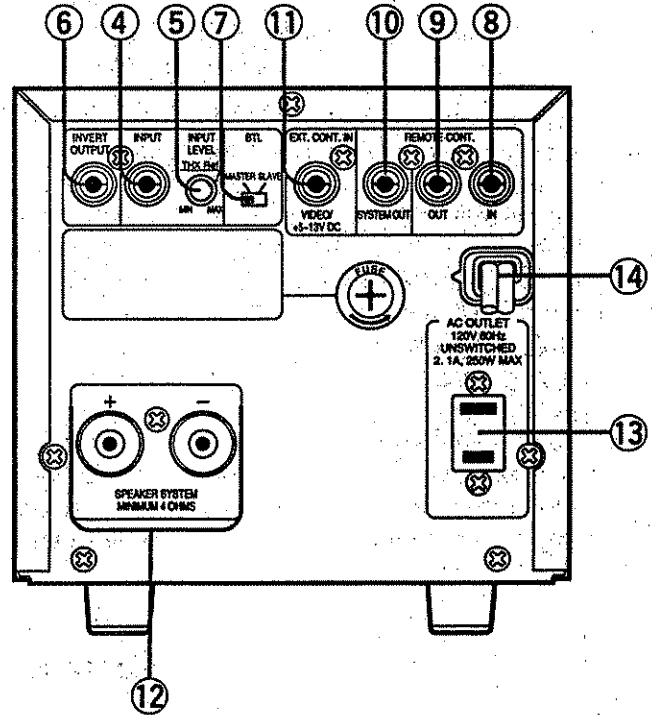 ⑥ ④ ⑤ ⑦ ⑪ ⑩ ⑨ ⑧
INVERT
OUTPUT
INPUT
INPUT
LEVEL
THX Ref
MIN MAX
BTL
MASTER SLAVE
EXT. CONT. IN
VIDEO/
+5~13V DC
REMOTE CONT.
SYSTEM OUT
OUT
IN
FUSE
⑭
AC OUTLET
120V 60Hz
UNSWITCHED
2. 1A, 250W MAX
⑬
+ −
SPEAKER SYSTEM
MINIMUM 4 OHMS
⑫